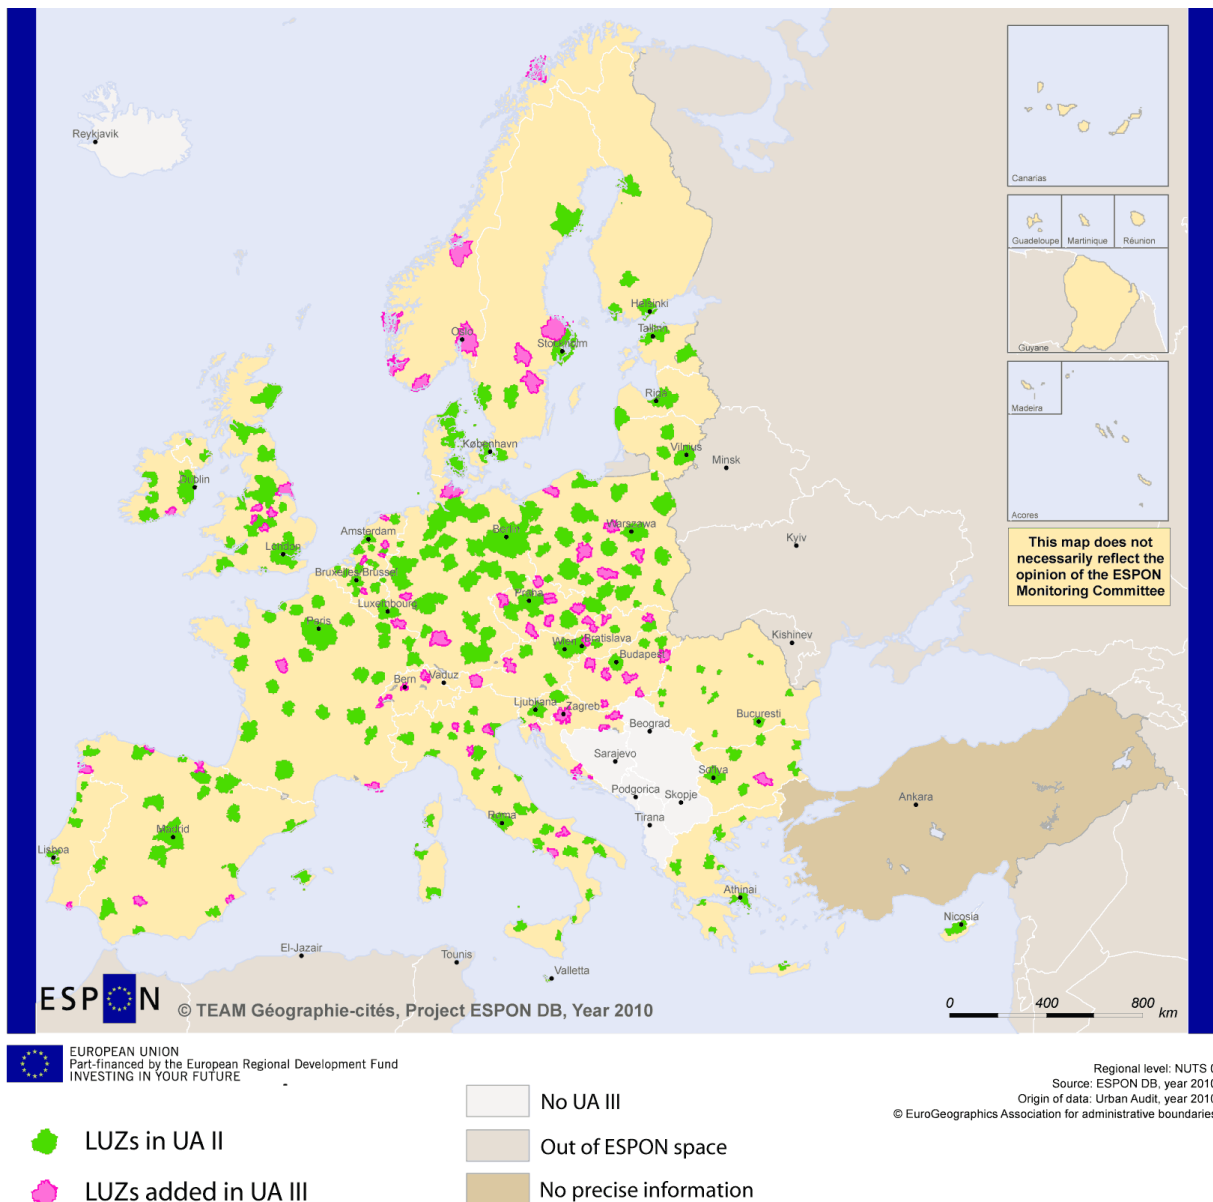 Reykjavik
Canarias
Guadeloupe
Martinique
Réunion
Guyane
Madeira
Acores
This map does not
necessarily reflect the
opinion of the ESPON
Monitoring Committee
Oslo
Stockholm
Helsinki
Tallinn
Riga
Vilnius
Minsk
København
Dublin
London
Amsterdam
Berlin
Warszawa
Kyiv
Bruxelles Brüssel
Luxembourg
Praha
Paris
Wien
Bratislava
Budapest
Kishinev
Bern
Vaduz
Ljubljana
Zagreb
Beograd
Bucuresti
Sarajevo
Sofiya
Podgorica
Skopje
Tirana
Ankara
Roma
Madrid
Lisboa
Athinai
Nicosia
El-Jazair
Tounis
Valletta
ESPON
© TEAM Géographie-cités, Project ESPON DB, Year 2010
0 400 800
km
EUROPEAN UNION
Part-financed by the European Regional Development Fund
INVESTING IN YOUR FUTURE
Regional level: NUTS 0
Source: ESPON DB, year 2010
Origin of data: Urban Audit, year 2010
© EuroGeographics Association for administrative boundaries
LUZs in UA II
LUZs added in UA III
No UA III
Out of ESPON space
No precise information